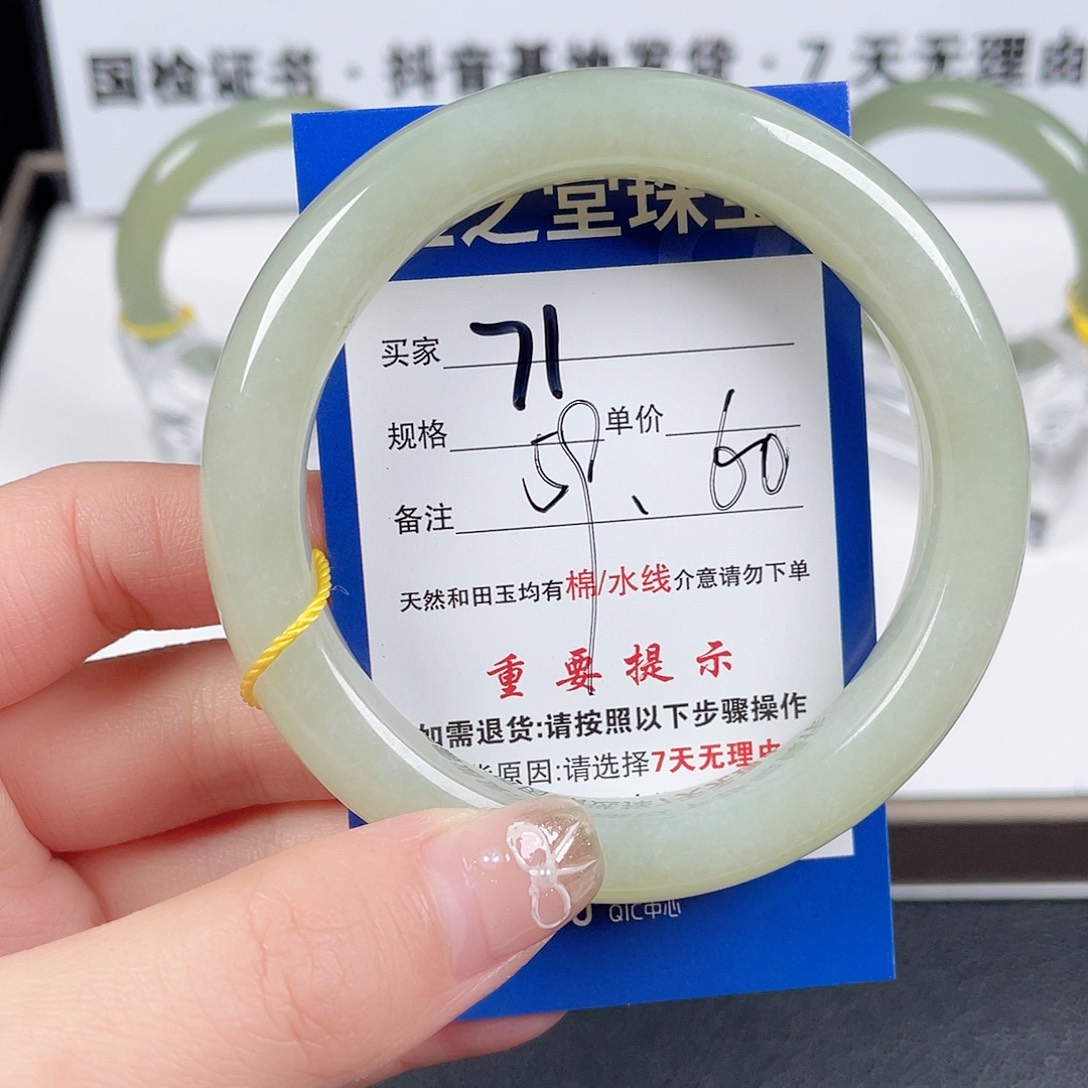 国检证书·抖音基地发货·7天无理由
之堂珠宝
买家 71
规格 单价
备注 59、60
天然和田玉均有棉/水线介意请勿下单
重要提示
如需退货:请按照以下步骤操作
原因:请选择7天无理由
QIC中心